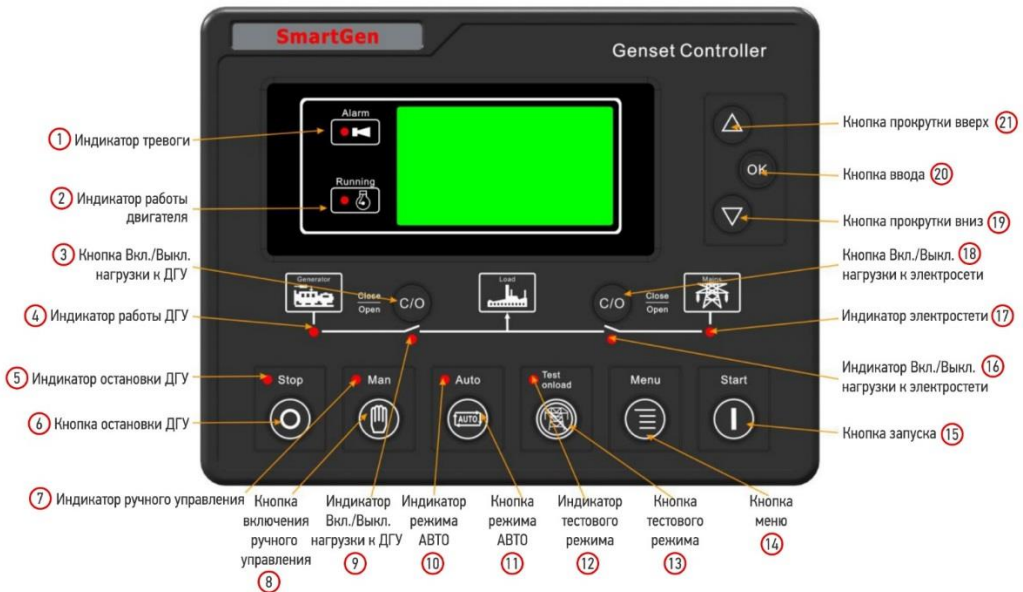 SmartGen
Genset Controller
Alarm
Running
1 Индикатор тревоги
2 Индикатор работы
двигателя
3 Кнопка Вкл./Выкл.
нагрузки к ДГУ
4 Индикатор работы ДГУ
5 Индикатор остановки ДГУ
6 Кнопка остановки ДГУ
7 Индикатор ручного управления
Кнопка
включения
ручного
управления
8
Индикатор
Вкл./Выкл.
нагрузки к ДГУ
9
Индикатор
режима
АВТО
10
Кнопка
режима
АВТО
11
Индикатор
тестового
режима
12
Кнопка
тестового
режима
13
Кнопка
меню
14
Кнопка запуска 15
Индикатор Вкл./Выкл. 16
нагрузки к электростети
Индикатор электростети 17
Кнопка Вкл./Выкл. 18
нагрузки к электросети
Кнопка прокрутки вниз 19
Кнопка ввода 20
Кнопка прокрутки вверх 21
OK
Generator
Close
Open
C/O
Load
C/O
Close
Open
Mains
Stop
Man
Auto
AUTO
Test
onload
Menu
Start